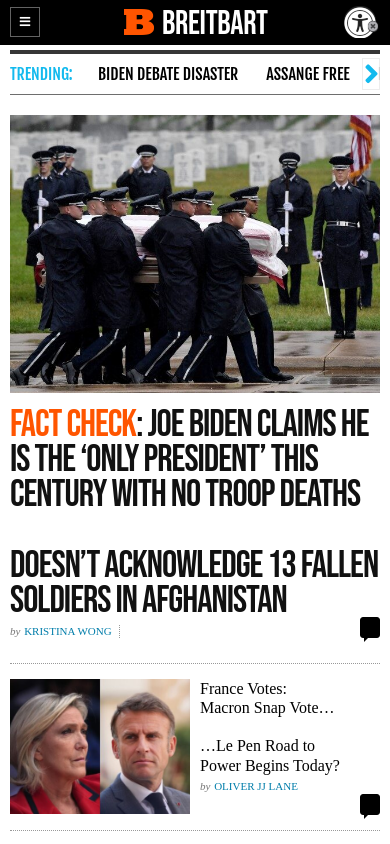 BREITBART
TRENDING: BIDEN DEBATE DISASTER ASSANGE FREE
FACT CHECK: JOE BIDEN CLAIMS HE
IS THE ‘ONLY PRESIDENT’ THIS
CENTURY WITH NO TROOP DEATHS
DOESN’T ACKNOWLEDGE 13 FALLEN
SOLDIERS IN AFGHANISTAN
by KRISTINA WONG
France Votes:
Macron Snap Vote…
…Le Pen Road to
Power Begins Today?
by OLIVER JJ LANE